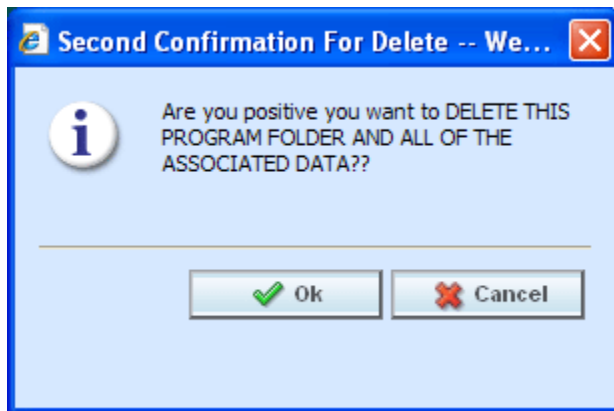 Second Confirmation For Delete -- We...
Are you positive you want to DELETE THIS
PROGRAM FOLDER AND ALL OF THE
ASSOCIATED DATA??
Ok
Cancel